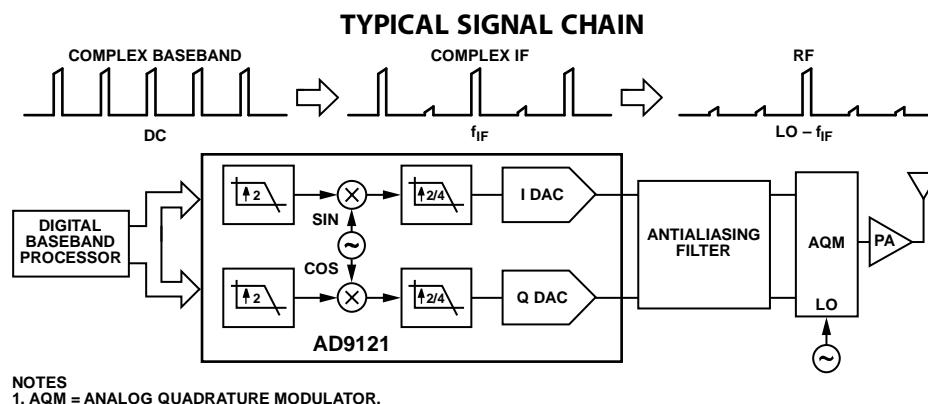 TYPICAL SIGNAL CHAIN
COMPLEX BASEBAND
COMPLEX IF
RF
DC
fIF
LO – fIF
2
2/4
I DAC
SIN
DIGITAL
BASEBAND
PROCESSOR
ANTIALIASING
FILTER
AQM
PA
COS
2
2/4
Q DAC
LO
AD9121
NOTES
1. AQM = ANALOG QUADRATURE MODULATOR.